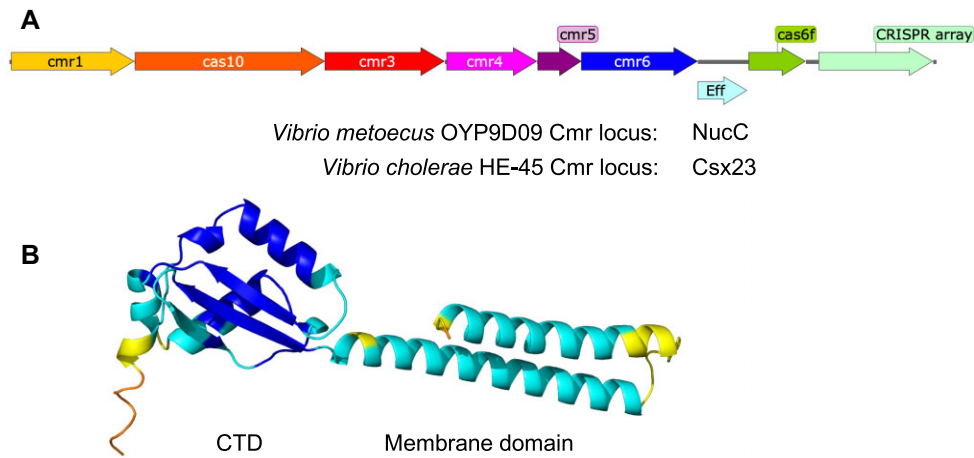 A
cmr5
cas6f
CRISPR array
cmr1
cas10
cmr3
cmr4
cmr6
Eff
Vibrio metoecus OYP9D09 Cmr locus: NucC
Vibrio cholerae HE-45 Cmr locus: Csx23
B
CTD
Membrane domain